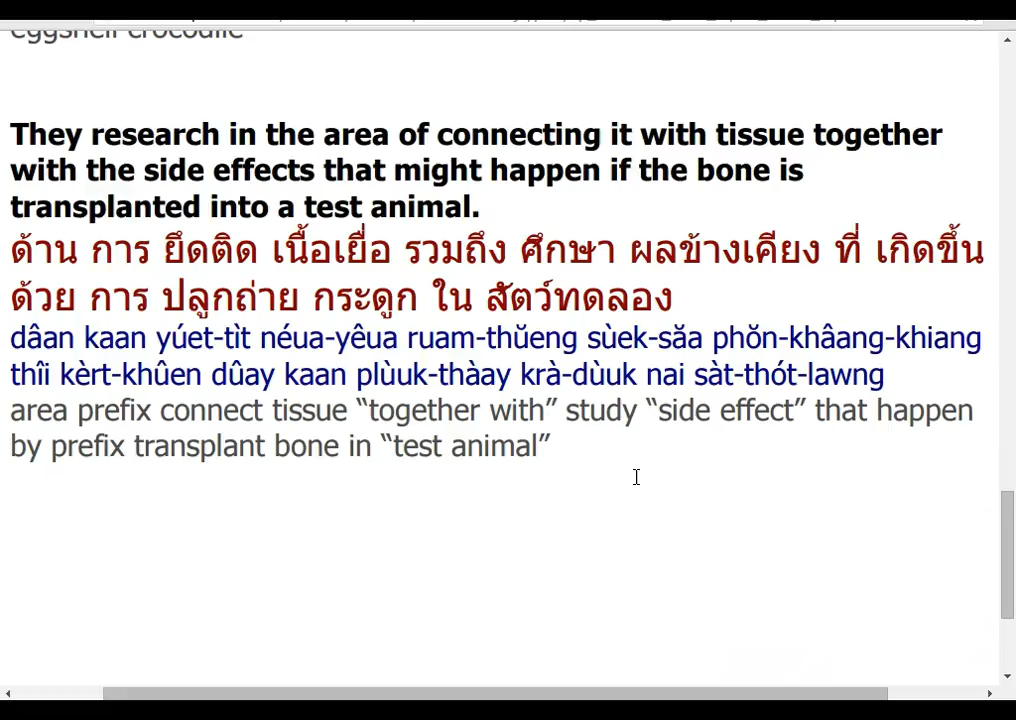 eggshell crocodile
They research in the area of connecting it with tissue together
with the side effects that might happen if the bone is
transplanted into a test animal.
ด้าน การ ยึดติด เนื้อเยื่อ รวมถึง ศึกษา ผลข้างเคียง ที่ เกิดขึ้น
ด้วย การ ปลูกถ่าย กระดูก ใน สัตว์ทดลอง
dâan kaan yúet-tìt néua-yêua ruam-thŭeng sùek-săa phŏn-khâang-khiang
thîi kèrt-khûen dûay kaan plùuk-thàay krà-dùuk nai sàt-thót-lawng
area prefix connect tissue “together with” study “side effect” that happen
by prefix transplant bone in “test animal”